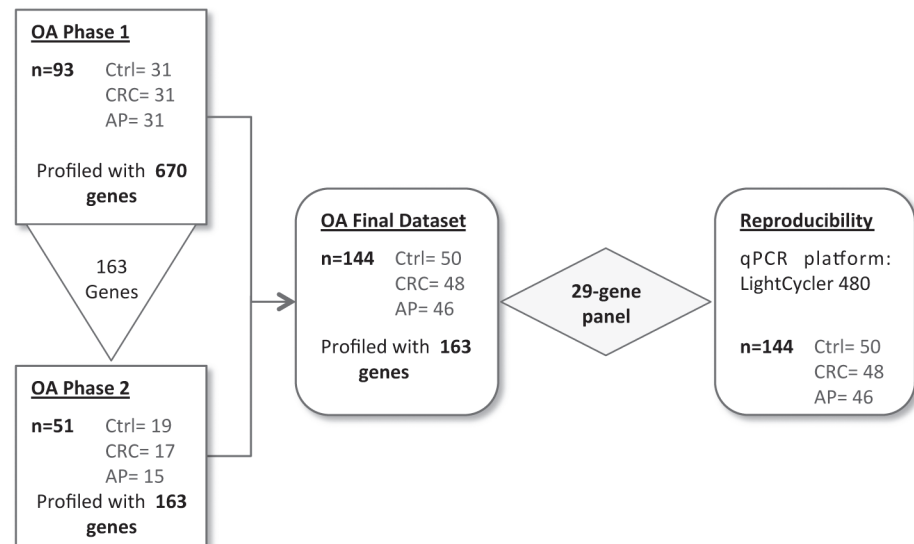 OA Phase 1
n=93 Ctrl= 31
CRC= 31
AP= 31
Profiled with 670
genes
163
Genes
OA Phase 2
n=51 Ctrl= 19
CRC= 17
AP= 15
Profiled with 163
genes
OA Final Dataset
n=144 Ctrl= 50
CRC= 48
AP= 46
Profiled with 163
genes
29-gene
panel
Reproducibility
qPCR platform:
LightCycler 480
n=144 Ctrl= 50
CRC= 48
AP= 46